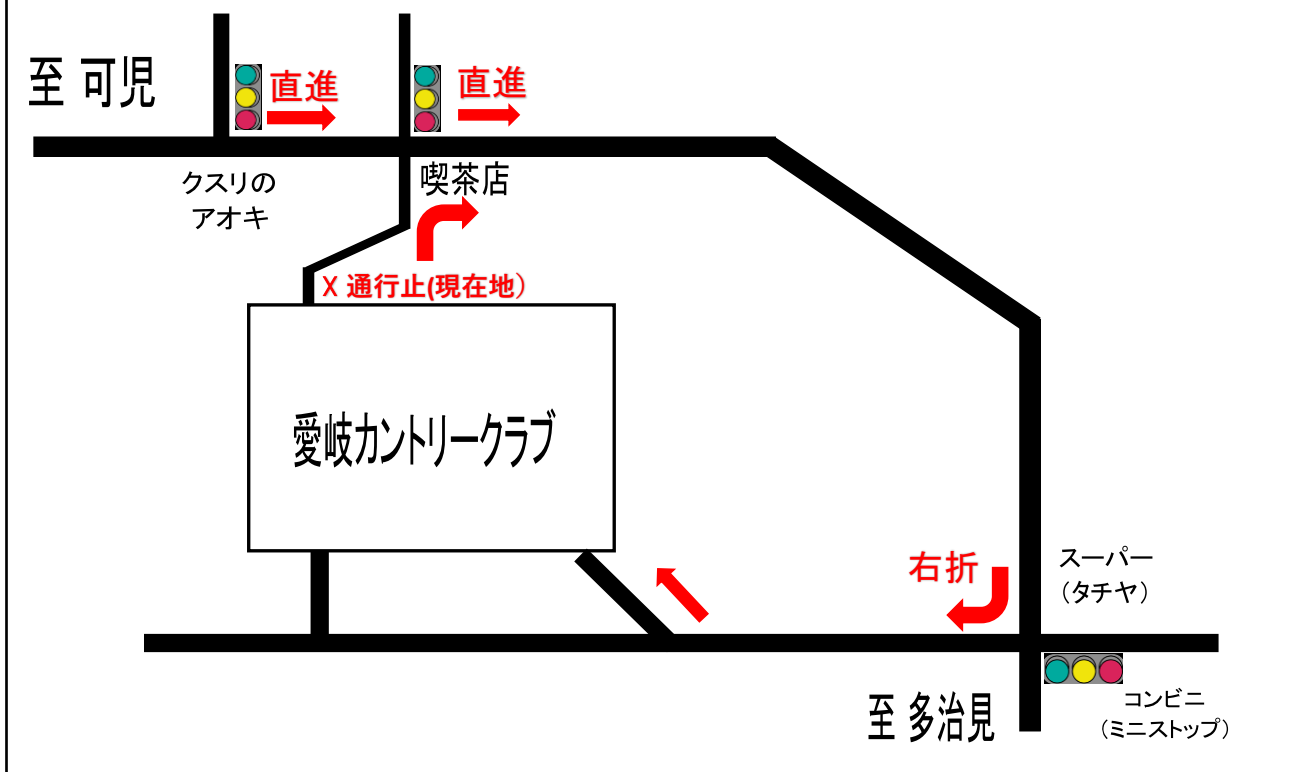 至 可児
直進
直進
クスリの
アオキ
喫茶店
X 通行止(現在地）
愛岐カントリークラブ
右折
スーパー
（タチヤ）
至 多治見
コンビニ
（ミニストップ）